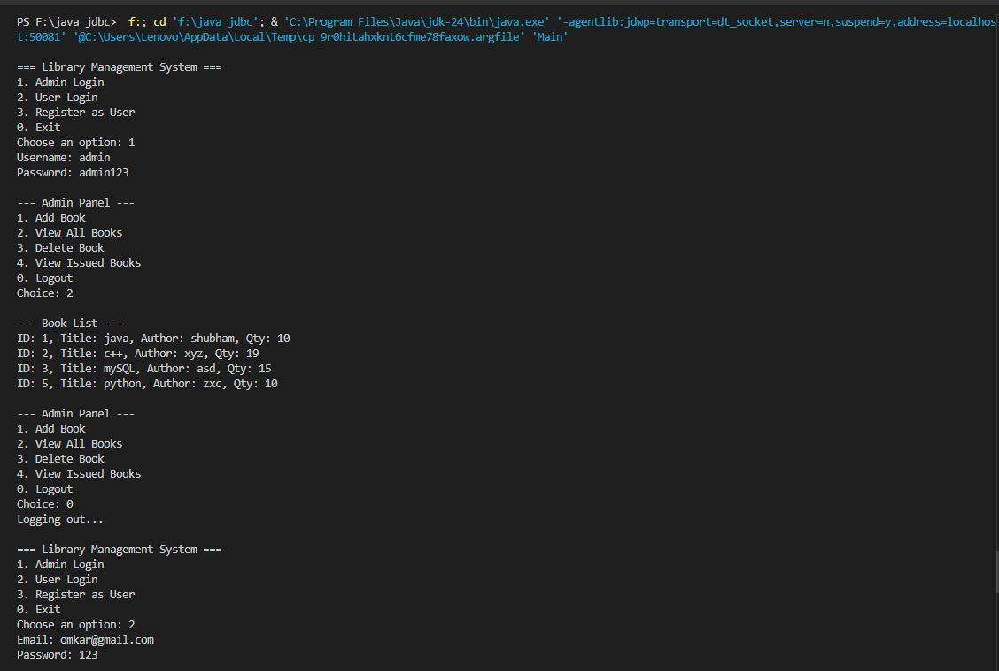 PS F:\java jdbc>  f:; cd 'f:\java jdbc'; & 'C:\Program Files\Java\jdk-24\bin\java.exe' '-agentlib:jdwp=transport=dt_socket,server=n,suspend=y,address=localhos
t:50081' '@C:\Users\Lenovo\AppData\Local\Temp\cp_9r0hitahxknt6cfme78faxow.argfile' 'Main'
=== Library Management System ===
1. Admin Login
2. User Login
3. Register as User
0. Exit
Choose an option: 1
Username: admin
Password: admin123
--- Admin Panel ---
1. Add Book
2. View All Books
3. Delete Book
4. View Issued Books
0. Logout
Choice: 2
--- Book List ---
ID: 1, Title: java, Author: shubham, Qty: 10
ID: 2, Title: c++, Author: xyz, Qty: 19
ID: 3, Title: mySQL, Author: asd, Qty: 15
ID: 5, Title: python, Author: zxc, Qty: 10
--- Admin Panel ---
1. Add Book
2. View All Books
3. Delete Book
4. View Issued Books
0. Logout
Choice: 0
Logging out...
=== Library Management System ===
1. Admin Login
2. User Login
3. Register as User
0. Exit
Choose an option: 2
Email: omkar@gmail.com
Password: 123